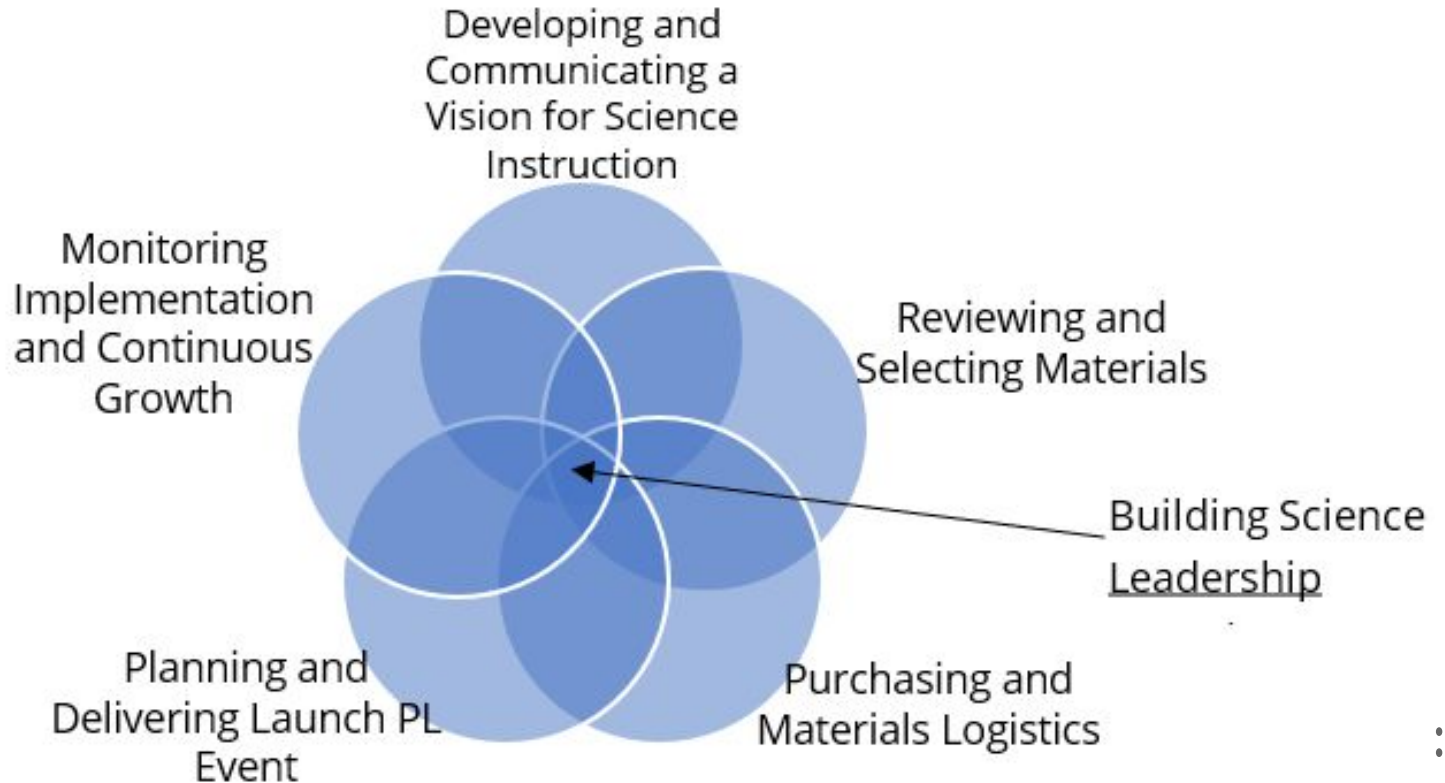 Developing and
Communicating a
Vision for Science
Instruction
Monitoring
Implementation
and Continuous
Growth
Reviewing and
Selecting Materials
Building Science
Leadership
Planning and
Delivering Launch PL
Event
Purchasing and
Materials Logistics